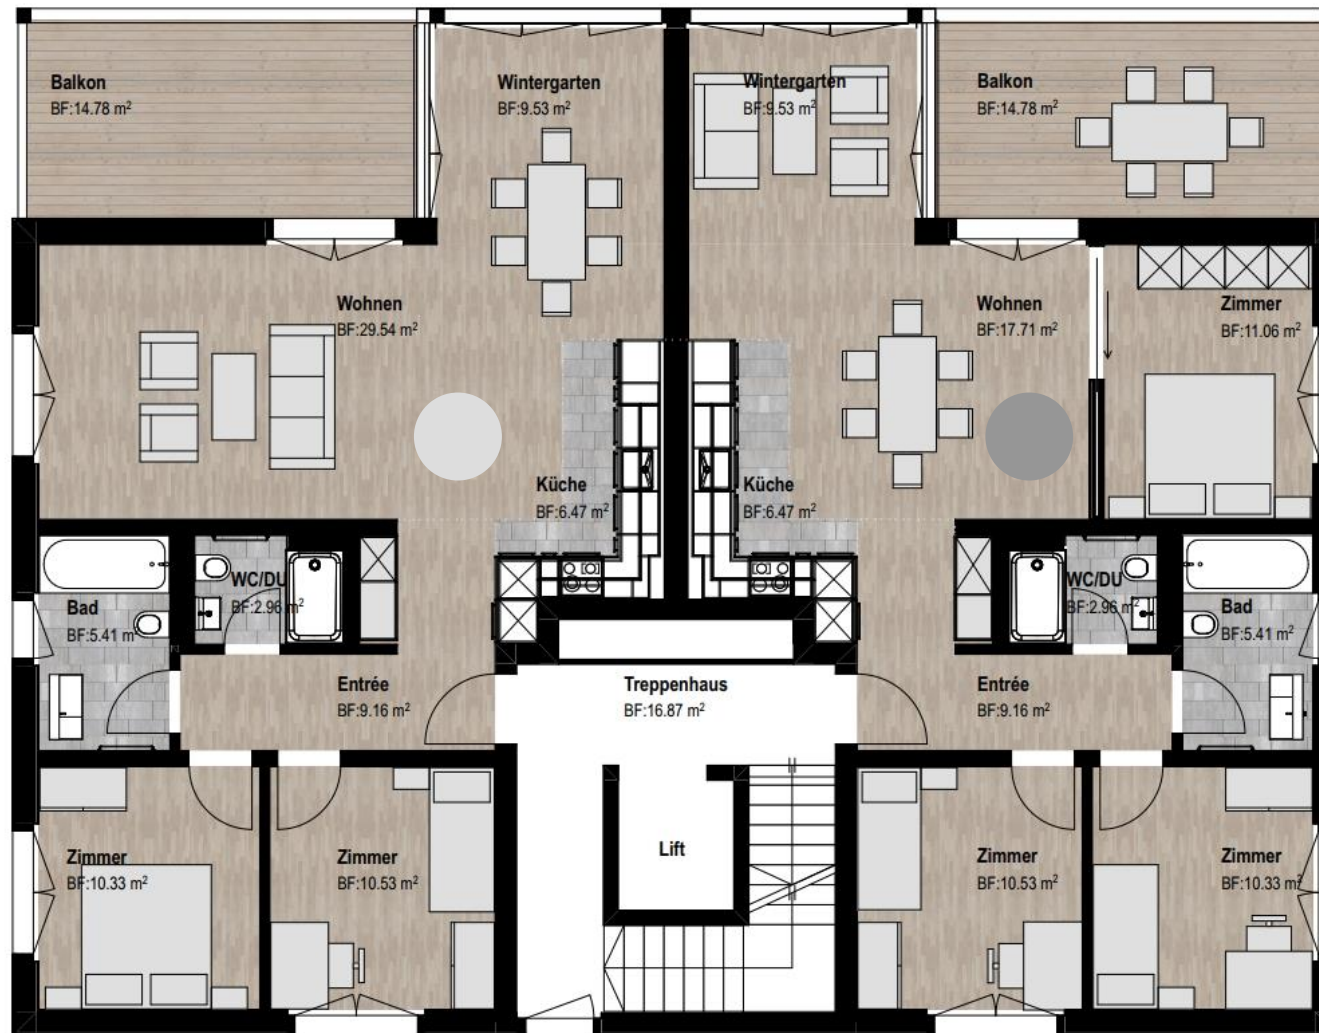 Balkon
BF:14.78 m²
Wintergarten
BF:9.53 m²
Wintergarten
BF:9.53 m²
Balkon
BF:14.78 m²
Wohnen
BF:29.54 m²
Wohnen
BF:17.71 m²
Zimmer
BF:11.06 m²
Küche
BF:6.47 m²
Küche
BF:6.47 m²
Bad
BF:5.41 m²
WC/DU
BF:2.96 m²
WC/DU
BF:2.96 m²
Bad
BF:5.41 m²
Entrée
BF:9.16 m²
Treppenhaus
BF:16.87 m²
Entrée
BF:9.16 m²
Zimmer
BF:10.33 m²
Zimmer
BF:10.53 m²
Lift
Zimmer
BF:10.53 m²
Zimmer
BF:10.33 m²